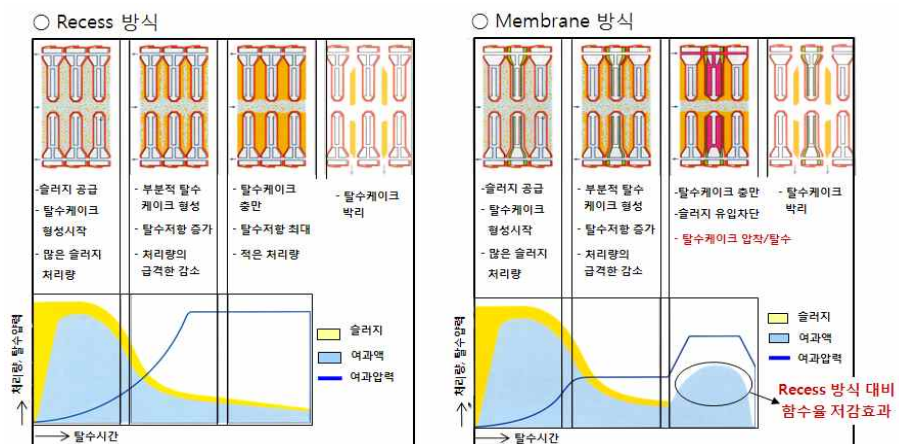 ○ Recess 방식
-슬러지 공급
- 탈수케이크
형성시작
- 많은 슬러지
처리량
- 부분적 탈수
케이크 형성
- 탈수저항 증가
- 처리량의
급격한 감소
- 탈수케이크
충만
- 탈수저항 최대
- 적은 처리량
- 탈수케이크
박리
처리량, 탈수압력
탈수시간
슬러지
여과액
여과압력
○ Membrane 방식
-슬러지 공급
- 탈수케이크
형성시작
- 많은 슬러지
처리량
- 부분적 탈수
케이크 형성
- 탈수저항 증가
- 처리량의
급격한 감소
-탈수케이크 충만
-슬러지 유입차단
- 탈수케이크 압착/탈수
- 탈수케이크
박리
처리량, 탈수압력
탈수시간
슬러지
여과액
여과압력
Recess 방식 대비
함수율 저감효과